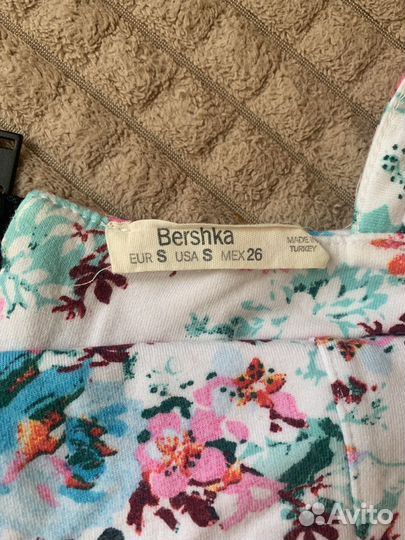 Bershka
EUR S USA S MEX 26
MADE IN
TURKEY
Avito